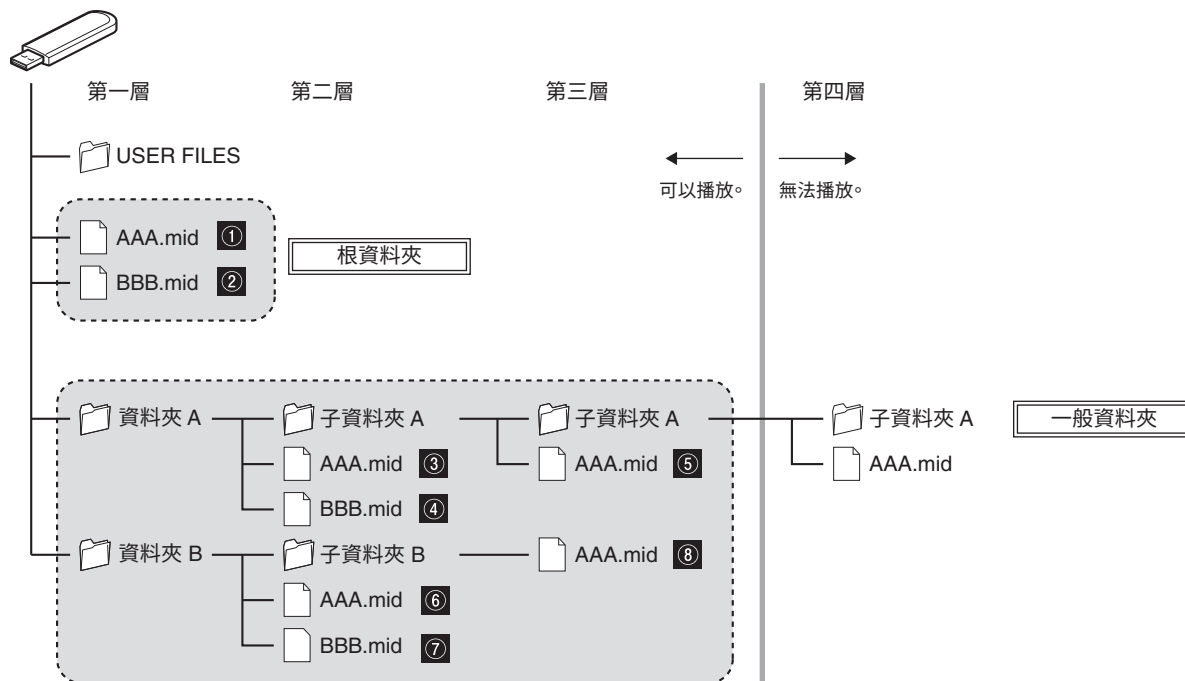 第一層 第二層 第三層 第四層
USER FILES
可以播放。 無法播放。
AAA.mid ①
根資料夾
BBB.mid ②
資料夾 A 子資料夾 A 子資料夾 A 子資料夾 A 一般資料夾
AAA.mid ③ AAA.mid ⑤ AAA.mid
BBB.mid ④
資料夾 B 子資料夾 B AAA.mid ⑧
AAA.mid ⑥
BBB.mid ⑦